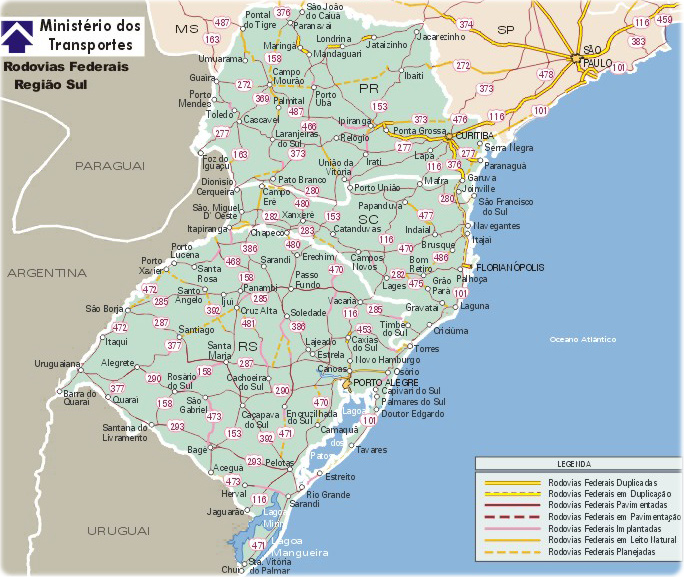 Ministério dos
Transportes
Rodovias Federais
Região Sul
MS
SP
PR
SC
RS
PARAGUAI
ARGENTINA
URUGUAI
Oceano Atlântico
487
376
374
116
459
383
163
158
272
101
478
373
São João
do Caiuá
Pontal
do Tigre
Paranavaí
Londrina
Jacarezinho
Maringá
Jataizinho
Mandaguari
SÃO
PAULO
Umuarama
Guaíra
Campo
Mourão
Ibaiti
272
369
Porto
Mendes
Palmital
Porto
Ubá
153
487
Toledo
Cascavel
466
Ipiranga
373
476
116
Ponta Grossa
CURITIBA
277
Laranjeiras
do Sul
Relógio
Serra Negra
163
373
277
Lapa
277
Foz do
Iguaçu
União da
Vitória
Irati
116
376
Paranaguá
Garuva
Dionísio
Cerqueira
Pato Branco
280
Porto União
Mafra
Joinville
Campo
Erê
480
Papanduva
280
São Francisco
do Sul
São. Miguel
D' Oeste
282
Xanxerê
153
477
Itapiranga
Chapecó
283
Catanduvas
Indaial
Navegantes
Itajaí
116
470
Brusque
Porto
Lucena
386
480
Erechim
Campos
Novos
Bom
Retiro
486
FLORIANÓPOLIS
Porto
Xavier
468
Sarandi
470
Santa
Rosa
158
Passo
Fundo
282
Lages
475
Palhoça
Grão
Pará
472
Santo
Angelo
Panambi
285
101
285
Ijuí
285
Vacaria
Gravatal
Laguna
São Borja
392
Cruz Alta
Soledade
116
285
287
481
386
Timbe
do Sul
Criciúma
472
Santiago
453
Itaqui
377
Santa
Maria
Lajeado
Caxias
do Sul
Torres
Estrela
Novo Hamburgo
Uruguaiana
Alegrete
287
Canoas
Osório
290
Rosário
do Sul
158
Cachoeira
do Sul
PORTO ALEGRE
Barra do
Quaraí
377
290
Capivari do Sul
Palmares do Sul
Quaraí
São
Gabriel
473
Caçapava
do Sul
Encruzilhada
do Sul
470
Lagoa
101
Doutor Edgardo
Santana do
Livramento
293
153
392
471
Camaquã
dos
Bagé
Patos
Tavares
293
Aceguá
Pelotas
Estreito
473
Herval
116
Rio Grande
Jaguarão
Sarandi
Lagoa
Mirim
471
Lagoa
Mangueira
Sta. Vitória
do Palmar
Chuí
LEGENDA
Rodovias Federais Duplicadas
Rodovias Federais em Duplicação
Rodovias Federais Pavimentadas
Rodovias Federais em Pavimentação
Rodovias Federais Implantadas
Rodovias Federais em Leito Natural
Rodovias Federais Planejadas